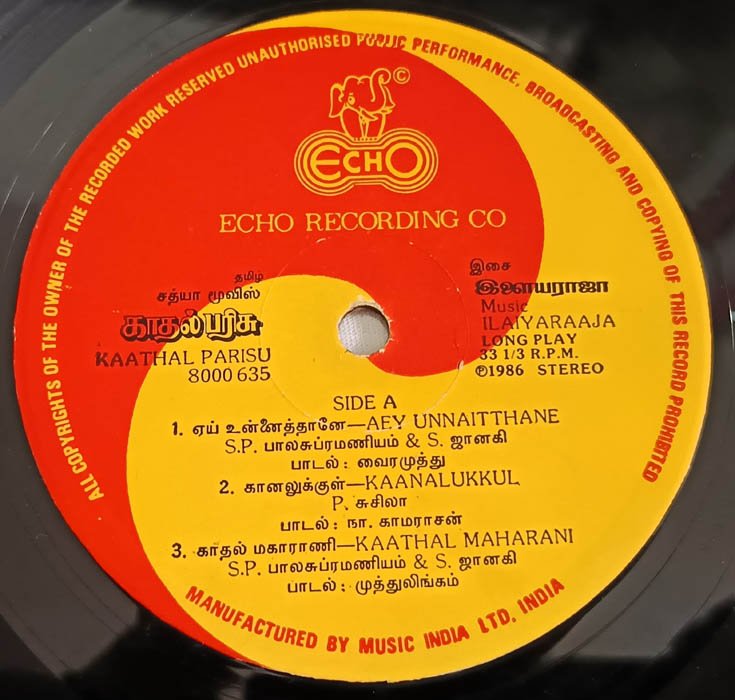 ALL COPYRIGHTS OF THE OWNER OF THE RECORDED WORK RESERVED UNAUTHORISED PUBLIC PERFORMANCE, BROADCASTING AND COPYING OF THIS RECORD PROHIBITED
©
ECHO
ECHO RECORDING CO
தமிழ்
சத்யா மூவிஸ்
காதல் பரிசு
KAATHAL PARISU
8000 635
இசை
இளையராஜா
Music
ILAIYARAAJA
LONG PLAY
33 1/3 R.P.M.
℗1986 STEREO
SIDE A
1. ஏய் உன்னைத்தானே—AEY UNNAITTHANE
S.P. பாலசுப்ரமணியம் & S. ஜானகி
பாடல் : வைரமுத்து
2. கானலுக்குள்—KAANALUKKUL
P. சுசிலா
பாடல் : நா. காமராசன்
3. காதல் மகாராணி—KAATHAL MAHARANI
S.P. பாலசுப்ரமணியம் & S. ஜானகி
பாடல் : முத்துலிங்கம்
MANUFACTURED BY MUSIC INDIA LTD. INDIA